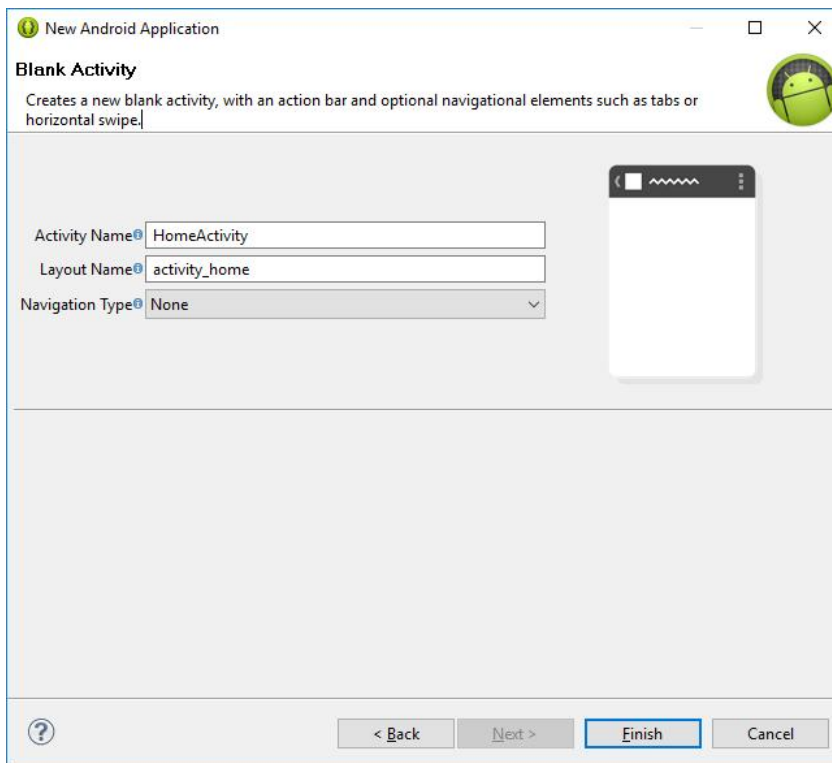 New Android Application
Blank Activity
Creates a new blank activity, with an action bar and optional navigational elements such as tabs or
horizontal swipe.
Activity Name HomeActivity
Layout Name activity_home
Navigation Type None
? < Back Next > Finish Cancel